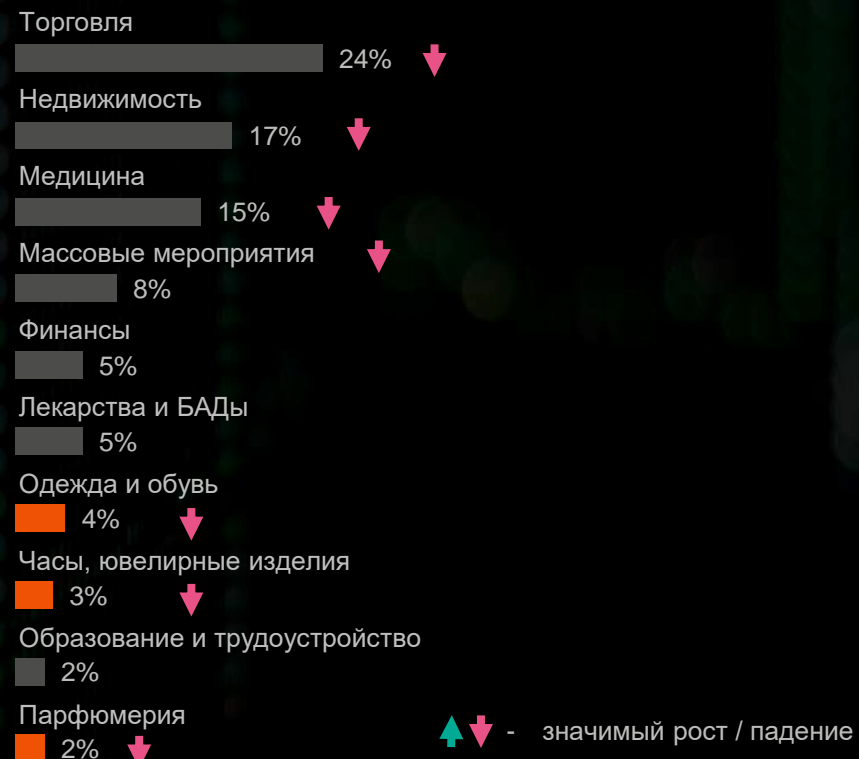 Торговля
24%
Недвижимость
17%
Медицина
15%
Массовые мероприятия
8%
Финансы
5%
Лекарства и БАДы
5%
Одежда и обувь
4%
Часы, ювелирные изделия
3%
Образование и трудоустройство
2%
Парфюмерия
2%
- значимый рост / падение